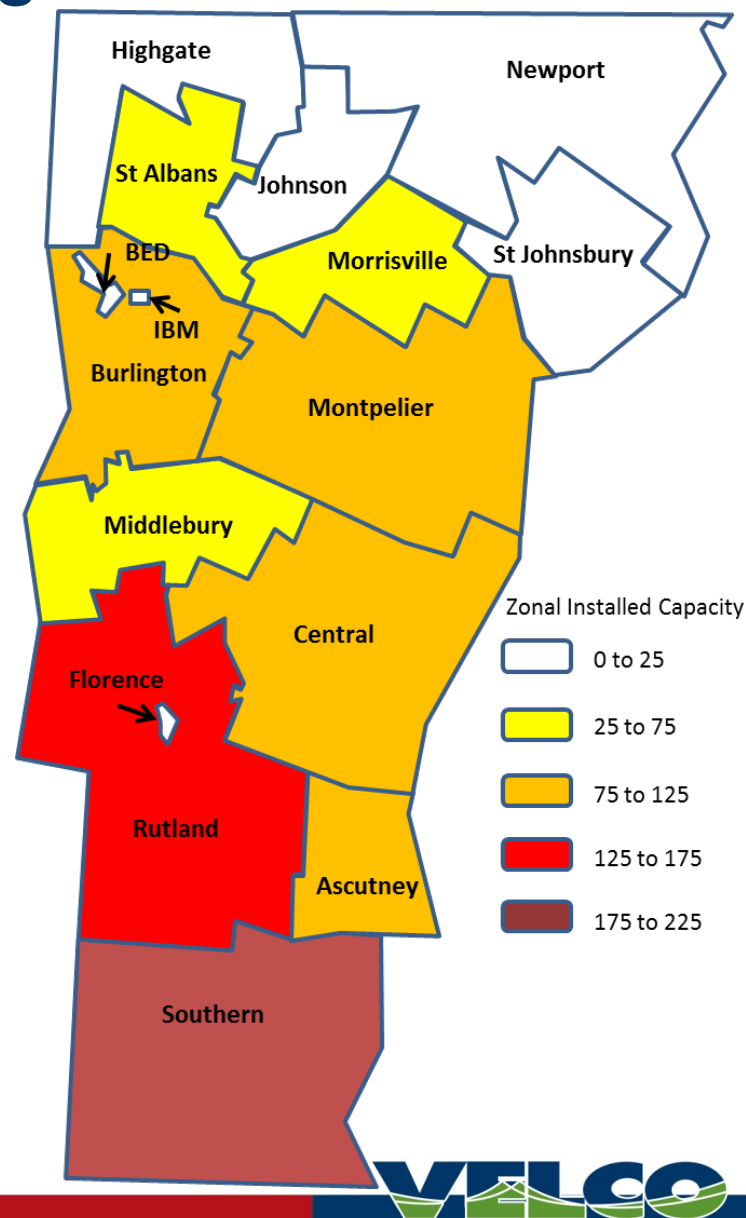 Highgate
Newport
St Albans
Johnson
St Johnsbury
Morrisville
BED
IBM
Burlington
Montpelier
Middlebury
Central
Florence
Rutland
Ascutney
Southern
Zonal Installed Capacity
0 to 25
25 to 75
75 to 125
125 to 175
175 to 225
VELCO